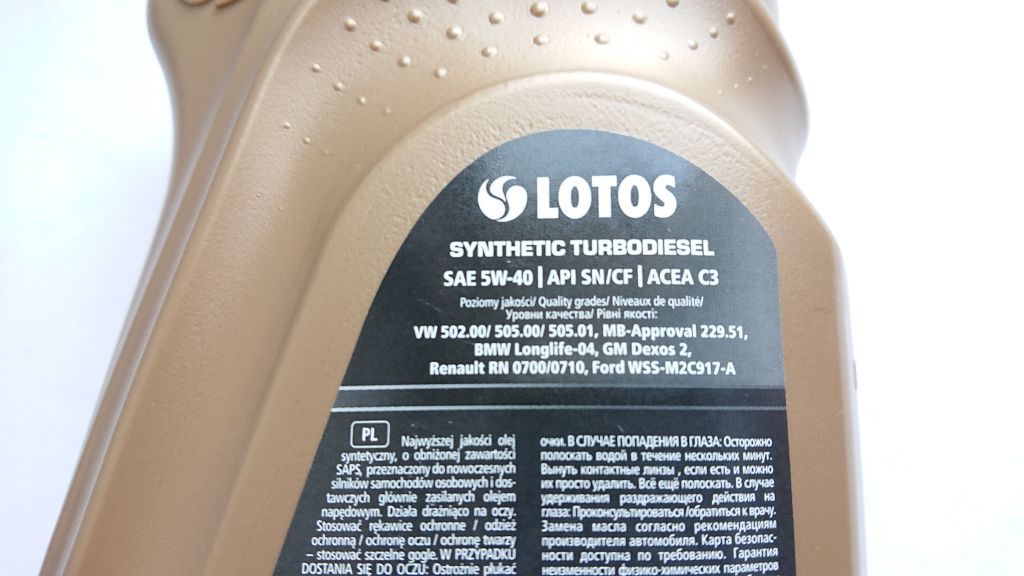 LOTOS
SYNTHETIC TURBODIESEL
SAE 5W-40 | API SN/CF | ACEA C3
Poziomy jakości/ Quality grades/ Niveaux de qualité/
Уровни качества/ Рівні якості:
VW 502.00/ 505.00/ 505.01, MB-Approval 229.51,
BMW Longlife-04, GM Dexos 2,
Renault RN 0700/0710, Ford WSS-M2C917-A
PL
Najwyższej jakości olej
syntetyczny, o obniżonej zawartości
SAPS, przeznaczony do nowoczesnych
silników samochodów osobowych i dos-
tawczych głównie zasilanych olejem
napędowym. Działa drażniąco na oczy.
Stosować rękawice ochronne / odzież
ochronną / ochronę oczu / ochronę twarzy
– stosować szczelne gogle. W PRZYPADKU
DOSTANIA SIĘ DO OCZU: Ostrożnie płukać
очки. В СЛУЧАЕ ПОПАДЕНИЯ В ГЛАЗА: Осторожно
полоскать водой в течение нескольких минут.
Вынуть контактные линзы , если есть и можно
их просто удалить. Всё ещё полоскать. В случае
удерживания раздражающего действия на
глаза: Проконсультироваться /обратиться к врачу.
Замена масла согласно рекомендациям
производителя автомобиля. Карта безопас-
ности доступна по требованию. Гарантия
неизменности физико-химических параметров